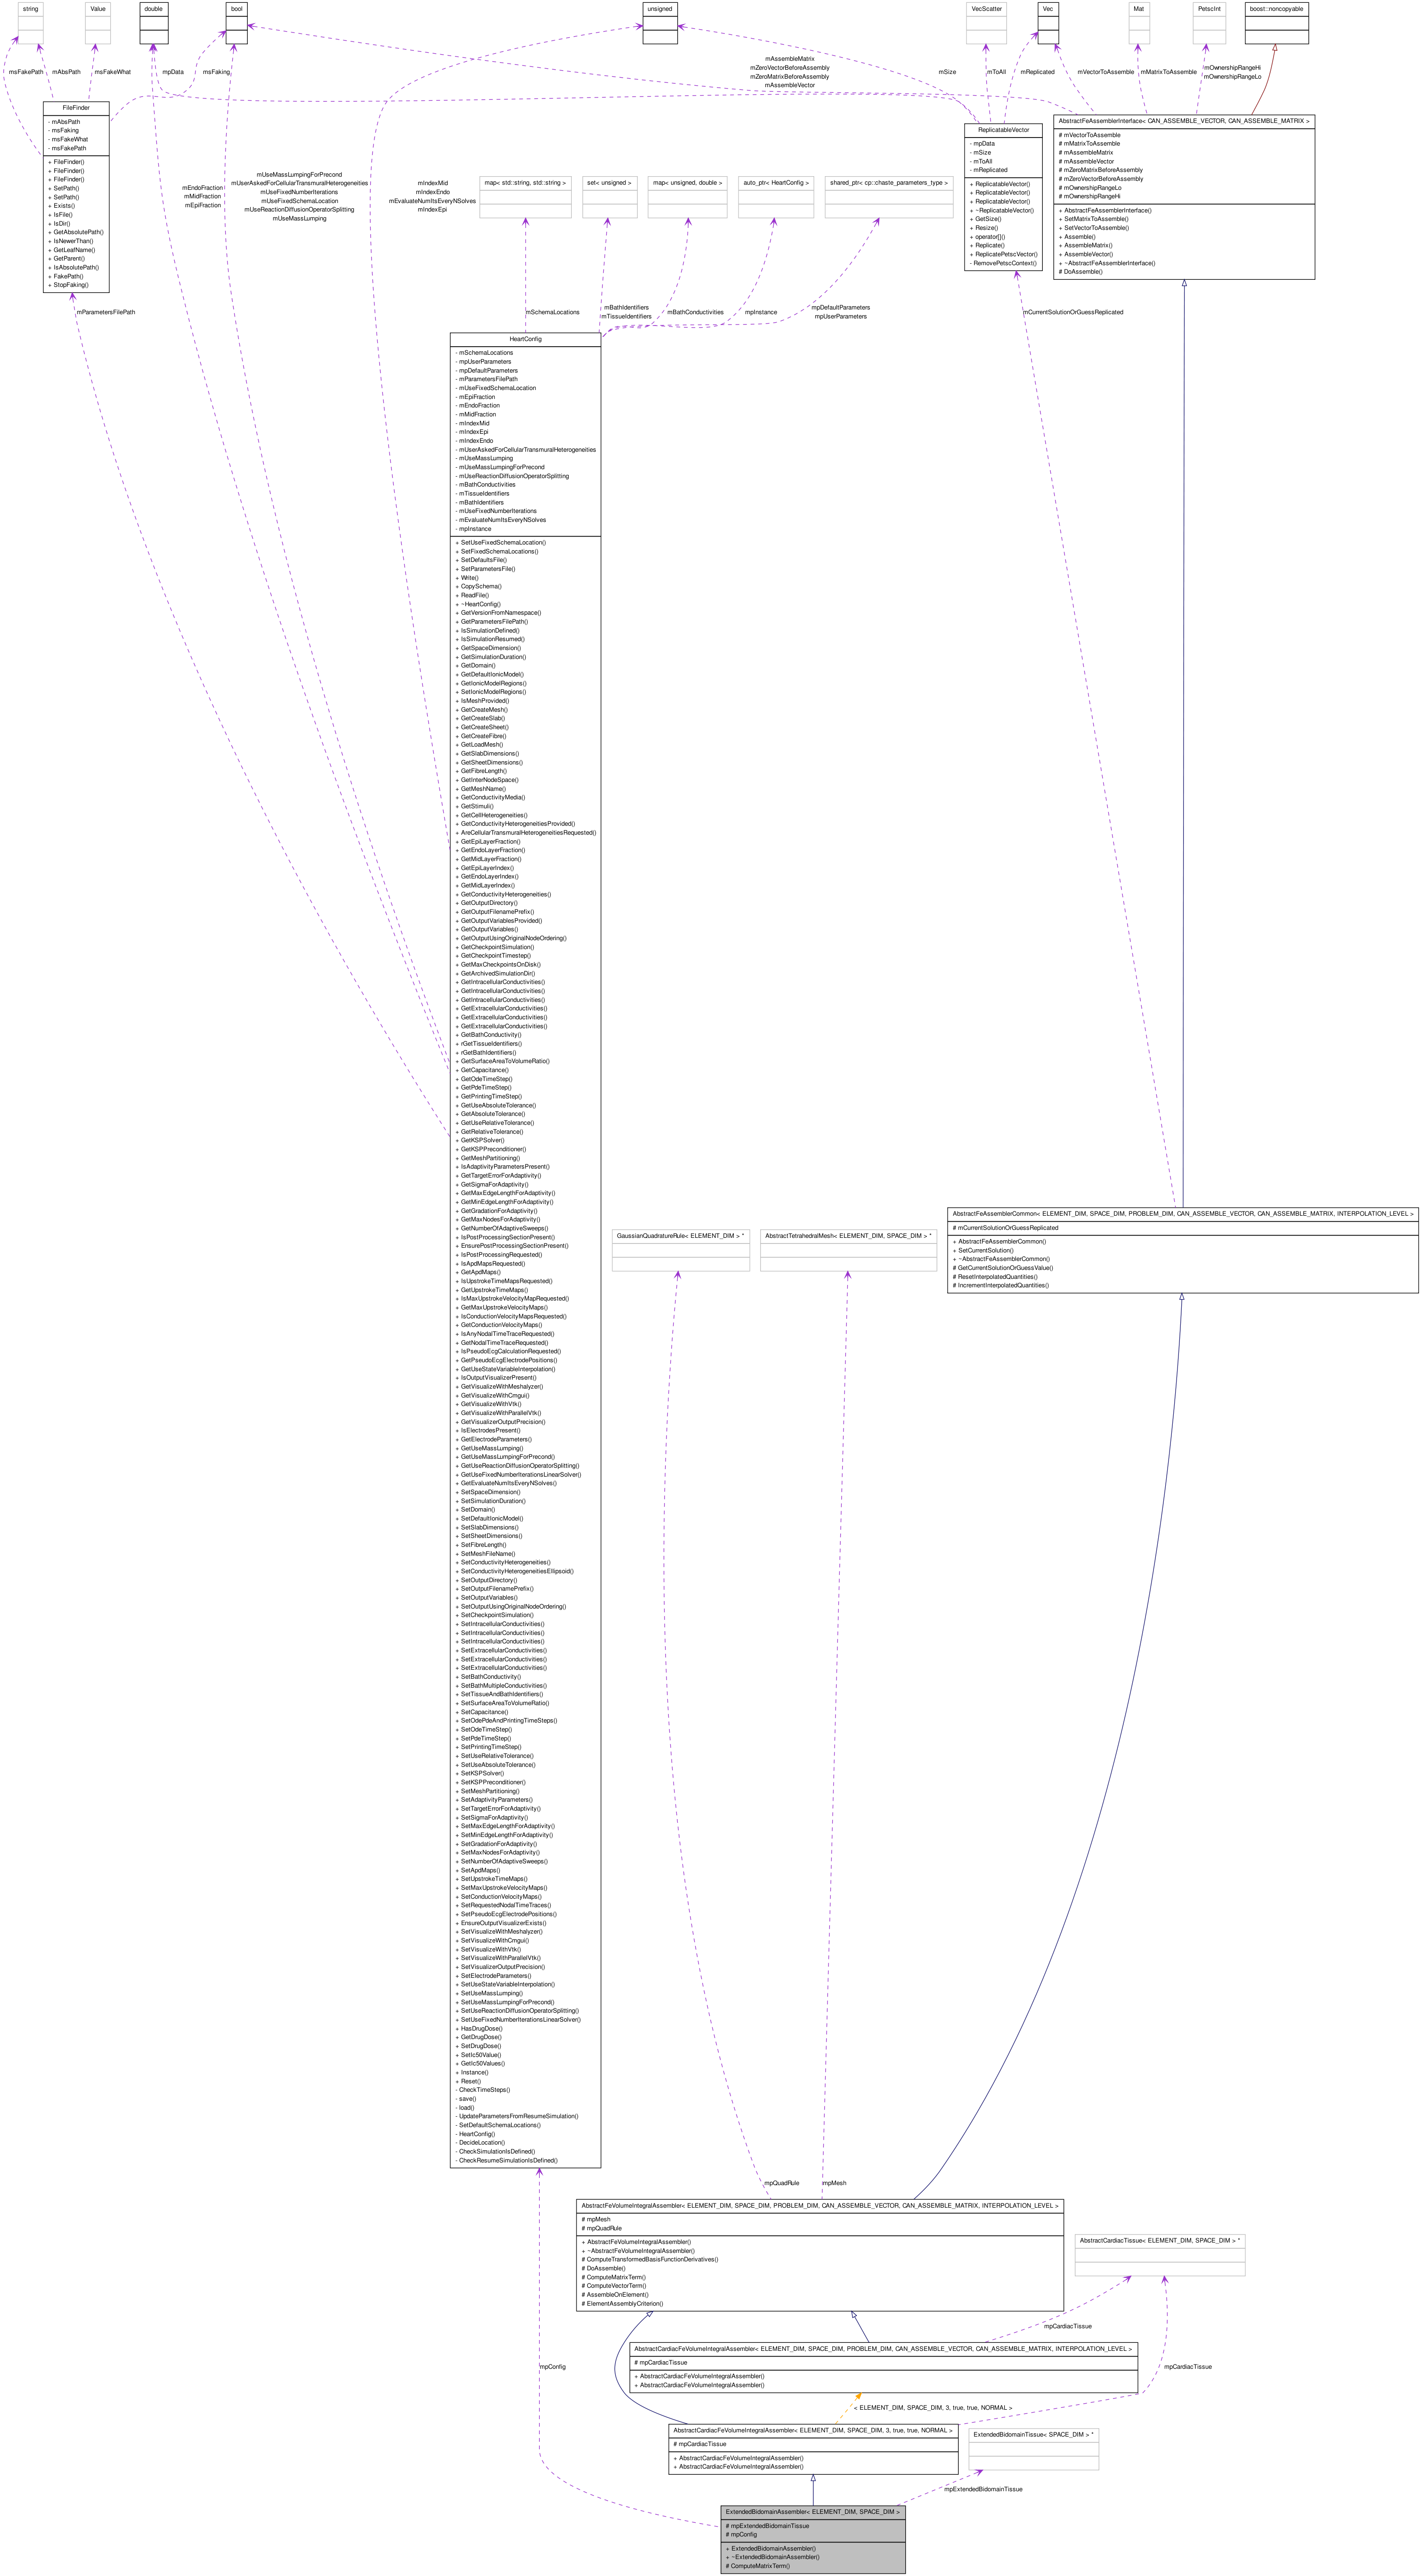 string
Value
double
bool
unsigned
VecScatter
Vec
Mat
PetscInt
boost::noncopyable
msFakePath
mAbsPath
msFakeWhat
mpData
msFaking
mAssembleMatrix
mZeroVectorBeforeAssembly
mZeroMatrixBeforeAssembly
mAssembleVector
mSize
mToAll
mReplicated
mVectorToAssemble
mMatrixToAssemble
mOwnershipRangeHi
mOwnershipRangeLo
FileFinder
- mAbsPath
- msFaking
- msFakeWhat
- msFakePath
+ FileFinder()
+ FileFinder()
+ FileFinder()
+ SetPath()
+ SetPath()
+ Exists()
+ IsFile()
+ IsDir()
+ GetAbsolutePath()
+ IsNewerThan()
+ GetLeafName()
+ GetParent()
+ IsAbsolutePath()
+ FakePath()
+ StopFaking()
ReplicatableVector
- mpData
- mSize
- mToAll
- mReplicated
+ ReplicatableVector()
+ ReplicatableVector()
+ ReplicatableVector()
+ ~ReplicatableVector()
+ GetSize()
+ Resize()
+ operator[]()
+ Replicate()
+ ReplicatePetscVector()
- RemovePetscContext()
AbstractFeAssemblerInterface< CAN_ASSEMBLE_VECTOR, CAN_ASSEMBLE_MATRIX >
# mVectorToAssemble
# mMatrixToAssemble
# mAssembleMatrix
# mAssembleVector
# mZeroMatrixBeforeAssembly
# mZeroVectorBeforeAssembly
# mOwnershipRangeLo
# mOwnershipRangeHi
+ AbstractFeAssemblerInterface()
+ SetMatrixToAssemble()
+ SetVectorToAssemble()
+ Assemble()
+ AssembleMatrix()
+ AssembleVector()
+ ~AbstractFeAssemblerInterface()
# DoAssemble()
mEndoFraction
mMidFraction
mEpiFraction
mUseMassLumpingForPrecond
mUserAskedForCellularTransmuralHeterogeneities
mUseFixedNumberIterations
mUseFixedSchemaLocation
mUseReactionDiffusionOperatorSplitting
mUseMassLumping
mIndexMid
mIndexEndo
mEvaluateNumItsEveryNSolves
mIndexEpi
map< std::string, std::string >
set< unsigned >
map< unsigned, double >
auto_ptr< HeartConfig >
shared_ptr< cp::chaste_parameters_type >
mParametersFilePath
mSchemaLocations
mBathIdentifiers
mTissueIdentifiers
mBathConductivities
mpInstance
mpDefaultParameters
mpUserParameters
mCurrentSolutionOrGuessReplicated
HeartConfig
- mSchemaLocations
- mpUserParameters
- mpDefaultParameters
- mParametersFilePath
- mUseFixedSchemaLocation
- mEpiFraction
- mEndoFraction
- mMidFraction
- mIndexMid
- mIndexEpi
- mIndexEndo
- mUserAskedForCellularTransmuralHeterogeneities
- mUseMassLumping
- mUseMassLumpingForPrecond
- mUseReactionDiffusionOperatorSplitting
- mBathConductivities
- mTissueIdentifiers
- mBathIdentifiers
- mUseFixedNumberIterations
- mEvaluateNumItsEveryNSolves
- mpInstance
+ SetUseFixedSchemaLocation()
+ SetFixedSchemaLocations()
+ SetDefaultsFile()
+ SetParametersFile()
+ Write()
+ CopySchema()
+ ReadFile()
+ ~HeartConfig()
+ GetVersionFromNamespace()
+ GetParametersFilePath()
+ IsSimulationDefined()
+ IsSimulationResumed()
+ GetSpaceDimension()
+ GetSimulationDuration()
+ GetDomain()
+ GetDefaultIonicModel()
+ GetIonicModelRegions()
+ SetIonicModelRegions()
+ IsMeshProvided()
+ GetCreateMesh()
+ GetCreateSlab()
+ GetCreateSheet()
+ GetCreateFibre()
+ GetLoadMesh()
+ GetSlabDimensions()
+ GetSheetDimensions()
+ GetFibreLength()
+ GetInterNodeSpace()
+ GetMeshName()
+ GetConductivityMedia()
+ GetStimuli()
+ GetCellHeterogeneities()
+ GetConductivityHeterogeneitiesProvided()
+ AreCellularTransmuralHeterogeneitiesRequested()
+ GetEpiLayerFraction()
+ GetEndoLayerFraction()
+ GetMidLayerFraction()
+ GetEpiLayerIndex()
+ GetEndoLayerIndex()
+ GetMidLayerIndex()
+ GetConductivityHeterogeneities()
+ GetOutputDirectory()
+ GetOutputFilenamePrefix()
+ GetOutputVariablesProvided()
+ GetOutputVariables()
+ GetOutputUsingOriginalNodeOrdering()
+ GetCheckpointSimulation()
+ GetCheckpointTimestep()
+ GetMaxCheckpointsOnDisk()
+ GetArchivedSimulationDir()
+ GetIntracellularConductivities()
+ GetIntracellularConductivities()
+ GetIntracellularConductivities()
+ GetExtracellularConductivities()
+ GetExtracellularConductivities()
+ GetExtracellularConductivities()
+ GetBathConductivity()
+ rGetTissueIdentifiers()
+ rGetBathIdentifiers()
+ GetSurfaceAreaToVolumeRatio()
+ GetCapacitance()
+ GetOdeTimeStep()
+ GetPdeTimeStep()
+ GetPrintingTimeStep()
+ GetUseAbsoluteTolerance()
+ GetAbsoluteTolerance()
+ GetUseRelativeTolerance()
+ GetRelativeTolerance()
+ GetKSPSolver()
+ GetKSPPreconditioner()
+ GetMeshPartitioning()
+ IsAdaptivityParametersPresent()
+ GetTargetErrorForAdaptivity()
+ GetSigmaForAdaptivity()
+ GetMaxEdgeLengthForAdaptivity()
+ GetMinEdgeLengthForAdaptivity()
+ GetGradationForAdaptivity()
+ GetMaxNodesForAdaptivity()
+ GetNumberOfAdaptiveSweeps()
+ IsPostProcessingSectionPresent()
+ EnsurePostProcessingSectionPresent()
+ IsPostProcessingRequested()
+ IsApdMapsRequested()
+ GetApdMaps()
+ IsUpstrokeTimeMapsRequested()
+ GetUpstrokeTimeMaps()
+ IsMaxUpstrokeVelocityMapRequested()
+ GetMaxUpstrokeVelocityMaps()
+ IsConductionVelocityMapsRequested()
+ GetConductionVelocityMaps()
+ IsAnyNodalTimeTraceRequested()
+ GetNodalTimeTraceRequested()
+ IsPseudoEcgCalculationRequested()
+ GetPseudoEcgElectrodePositions()
+ GetUseStateVariableInterpolation()
+ IsOutputVisualizerPresent()
+ GetVisualizeWithMeshalyzer()
+ GetVisualizeWithCmgui()
+ GetVisualizeWithVtk()
+ GetVisualizeWithParallelVtk()
+ GetVisualizerOutputPrecision()
+ IsElectrodesPresent()
+ GetElectrodeParameters()
+ GetUseMassLumping()
+ GetUseMassLumpingForPrecond()
+ GetUseReactionDiffusionOperatorSplitting()
+ GetUseFixedNumberIterationsLinearSolver()
+ GetEvaluateNumItsEveryNSolves()
+ SetSpaceDimension()
+ SetSimulationDuration()
+ SetDomain()
+ SetDefaultIonicModel()
+ SetSlabDimensions()
+ SetSheetDimensions()
+ SetFibreLength()
+ SetMeshFileName()
+ SetConductivityHeterogeneities()
+ SetConductivityHeterogeneitiesEllipsoid()
+ SetOutputDirectory()
+ SetOutputFilenamePrefix()
+ SetOutputVariables()
+ SetOutputUsingOriginalNodeOrdering()
+ SetCheckpointSimulation()
+ SetIntracellularConductivities()
+ SetIntracellularConductivities()
+ SetIntracellularConductivities()
+ SetExtracellularConductivities()
+ SetExtracellularConductivities()
+ SetExtracellularConductivities()
+ SetBathConductivity()
+ SetBathMultipleConductivities()
+ SetTissueAndBathIdentifiers()
+ SetSurfaceAreaToVolumeRatio()
+ SetCapacitance()
+ SetOdePdeAndPrintingTimeSteps()
+ SetOdeTimeStep()
+ SetPdeTimeStep()
+ SetPrintingTimeStep()
+ SetUseRelativeTolerance()
+ SetUseAbsoluteTolerance()
+ SetKSPSolver()
+ SetKSPPreconditioner()
+ SetMeshPartitioning()
+ SetAdaptivityParameters()
+ SetTargetErrorForAdaptivity()
+ SetSigmaForAdaptivity()
+ SetMaxEdgeLengthForAdaptivity()
+ SetMinEdgeLengthForAdaptivity()
+ SetGradationForAdaptivity()
+ SetMaxNodesForAdaptivity()
+ SetNumberOfAdaptiveSweeps()
+ SetApdMaps()
+ SetUpstrokeTimeMaps()
+ SetMaxUpstrokeVelocityMaps()
+ SetConductionVelocityMaps()
+ SetRequestedNodalTimeTraces()
+ SetPseudoEcgElectrodePositions()
+ EnsureOutputVisualizerExists()
+ SetVisualizeWithMeshalyzer()
+ SetVisualizeWithCmgui()
+ SetVisualizeWithVtk()
+ SetVisualizeWithParallelVtk()
+ SetVisualizerOutputPrecision()
+ SetElectrodeParameters()
+ SetUseStateVariableInterpolation()
+ SetUseMassLumping()
+ SetUseMassLumpingForPrecond()
+ SetUseReactionDiffusionOperatorSplitting()
+ SetUseFixedNumberIterationsLinearSolver()
+ HasDrugDose()
+ GetDrugDose()
+ SetDrugDose()
+ SetIc50Value()
+ GetIc50Values()
+ Instance()
+ Reset()
- CheckTimeSteps()
- save()
- load()
- UpdateParametersFromResumeSimulation()
- SetDefaultSchemaLocations()
- HeartConfig()
- DecideLocation()
- CheckSimulationIsDefined()
- CheckResumeSimulationIsDefined()
AbstractFeAssemblerCommon< ELEMENT_DIM, SPACE_DIM, PROBLEM_DIM, CAN_ASSEMBLE_VECTOR, CAN_ASSEMBLE_MATRIX, INTERPOLATION_LEVEL >
# mCurrentSolutionOrGuessReplicated
+ AbstractFeAssemblerCommon()
+ SetCurrentSolution()
+ ~AbstractFeAssemblerCommon()
# GetCurrentSolutionOrGuessValue()
# ResetInterpolatedQuantities()
# IncrementInterpolatedQuantities()
GaussianQuadratureRule< ELEMENT_DIM > *
AbstractTetrahedralMesh< ELEMENT_DIM, SPACE_DIM > *
mpQuadRule
mpMesh
AbstractFeVolumeIntegralAssembler< ELEMENT_DIM, SPACE_DIM, PROBLEM_DIM, CAN_ASSEMBLE_VECTOR, CAN_ASSEMBLE_MATRIX, INTERPOLATION_LEVEL >
# mpMesh
# mpQuadRule
+ AbstractFeVolumeIntegralAssembler()
+ ~AbstractFeVolumeIntegralAssembler()
# ComputeTransformedBasisFunctionDerivatives()
# DoAssemble()
# ComputeMatrixTerm()
# ComputeVectorTerm()
# AssembleOnElement()
# ElementAssemblyCriterion()
AbstractCardiacTissue< ELEMENT_DIM, SPACE_DIM > *
mpCardiacTissue
AbstractCardiacFeVolumeIntegralAssembler< ELEMENT_DIM, SPACE_DIM, PROBLEM_DIM, CAN_ASSEMBLE_VECTOR, CAN_ASSEMBLE_MATRIX, INTERPOLATION_LEVEL >
# mpCardiacTissue
+ AbstractCardiacFeVolumeIntegralAssembler()
+ AbstractCardiacFeVolumeIntegralAssembler()
mpConfig
mpCardiacTissue
< ELEMENT_DIM, SPACE_DIM, 3, true, true, NORMAL >
AbstractCardiacFeVolumeIntegralAssembler< ELEMENT_DIM, SPACE_DIM, 3, true, true, NORMAL >
# mpCardiacTissue
+ AbstractCardiacFeVolumeIntegralAssembler()
+ AbstractCardiacFeVolumeIntegralAssembler()
ExtendedBidomainTissue< SPACE_DIM > *
mpExtendedBidomainTissue
ExtendedBidomainAssembler< ELEMENT_DIM, SPACE_DIM >
# mpExtendedBidomainTissue
# mpConfig
+ ExtendedBidomainAssembler()
+ ~ExtendedBidomainAssembler()
# ComputeMatrixTerm()